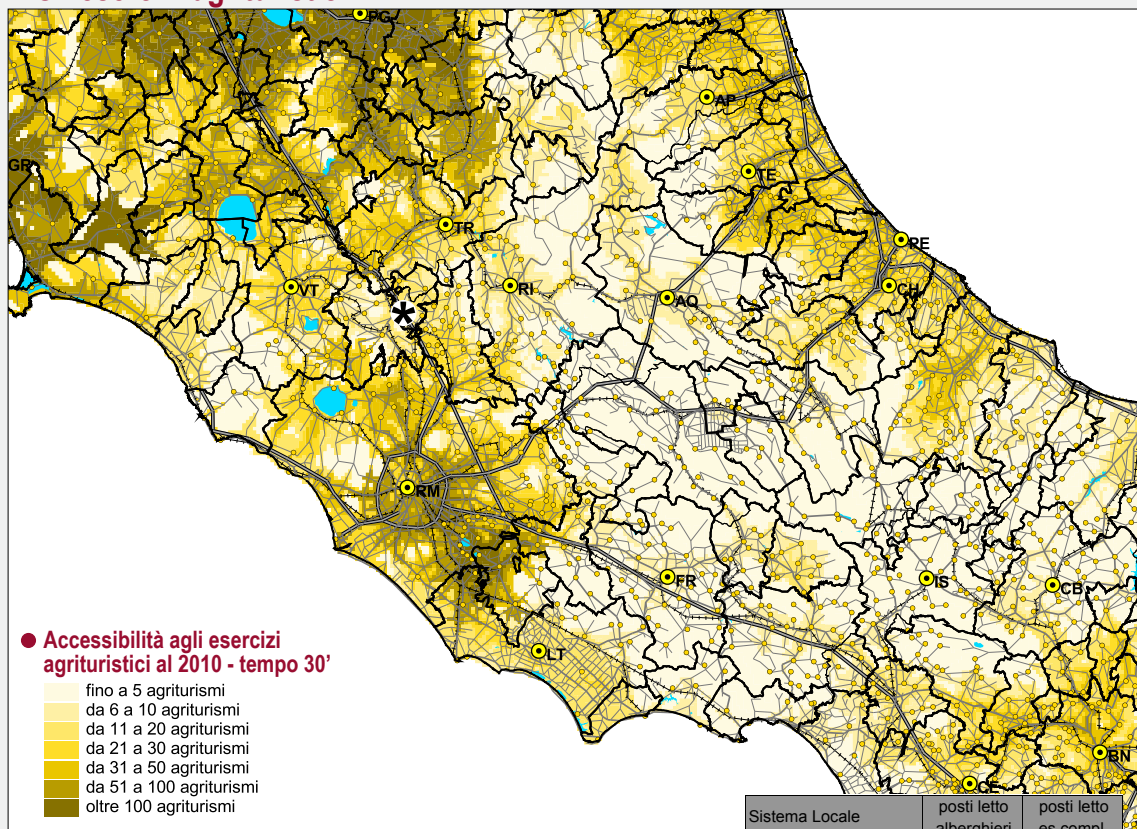 PG
AP
GR
TE
TR
PE
VT
RI
AQ
CH
*
RM
FR
IS
CB
LT
BN
CE
● Accessibilità agli esercizi
agrituristici al 2010 - tempo 30’
fino a 5 agriturismi
da 6 a 10 agriturismi
da 11 a 20 agriturismi
da 21 a 30 agriturismi
da 31 a 50 agriturismi
da 51 a 100 agriturismi
oltre 100 agriturismi
Sistema Locale
posti letto
alberghieri
posti letto
es.compl.